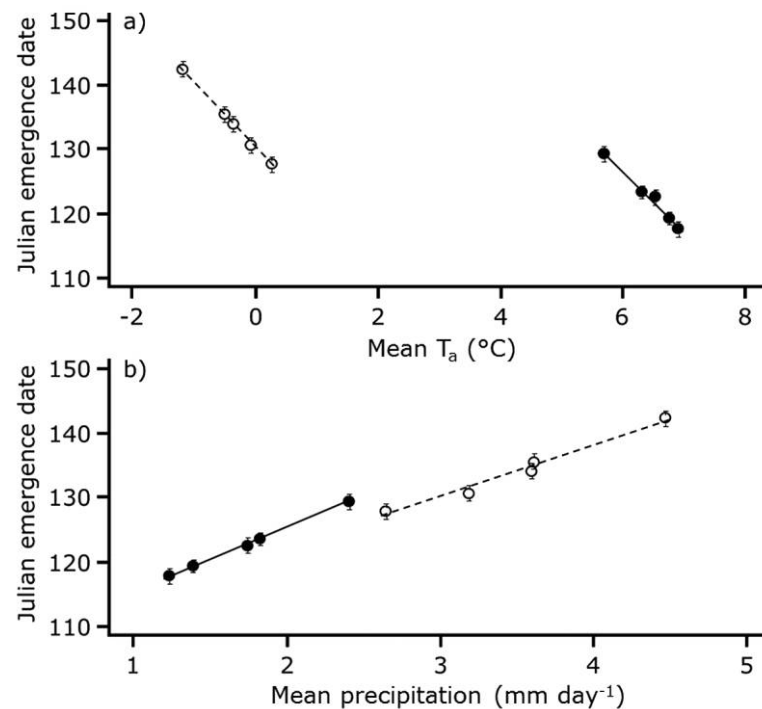 a)
150
140
130
120
110
Julian emergence date
-2 0 2 4 6 8
Mean Tₐ (°C)
b)
150
140
130
120
110
Julian emergence date
1 2 3 4 5
Mean precipitation (mm day⁻¹)